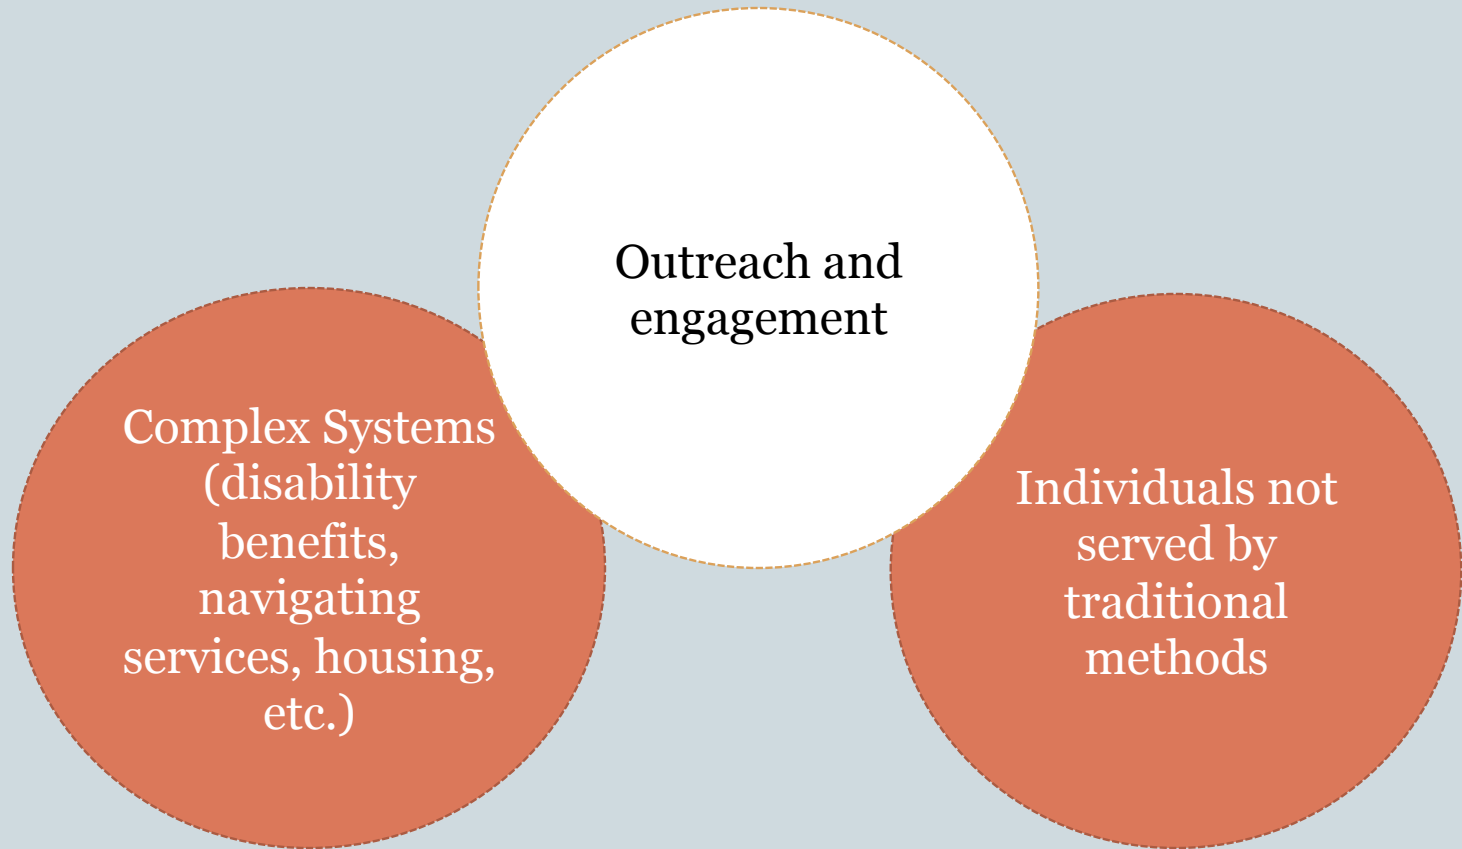 Outreach and
engagement
Complex Systems
(disability
benefits,
navigating
services, housing,
etc.)
Individuals not
served by
traditional
methods